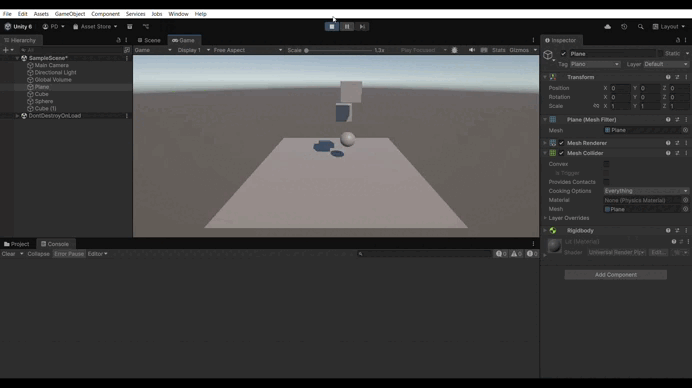 File Edit Assets GameObject Component Services Jobs Window Help
Unity 6 PD Asset Store Layout
Hierarchy Scene Game Inspector
All Game Display 1 Free Aspect Scale 1.3x Play Focused Stats Gizmos Plane Static
SampleScene* Tag Plane Layer Default
Main Camera
Directional Light Transform
Global Volume
Plane Position X 0 Y 0 Z 0
Cube Rotation X 0 Y 0 Z 0
Sphere Scale X 1 Y 1 Z 1
Cube (1)
DontDestroyOnLoad Plane (Mesh Filter)
Mesh Plane
Mesh Renderer
Mesh Collider
Convex
Is Trigger
Provides Contacts
Cooking Options Everything
Material None (Physics Material)
Mesh Plane
Layer Overrides
Rigidbody
Project Console Lit (Material)
Clear Collapse Error Pause Editor 0 0 0 Shader Universal Render Pip Edit...
Add Component